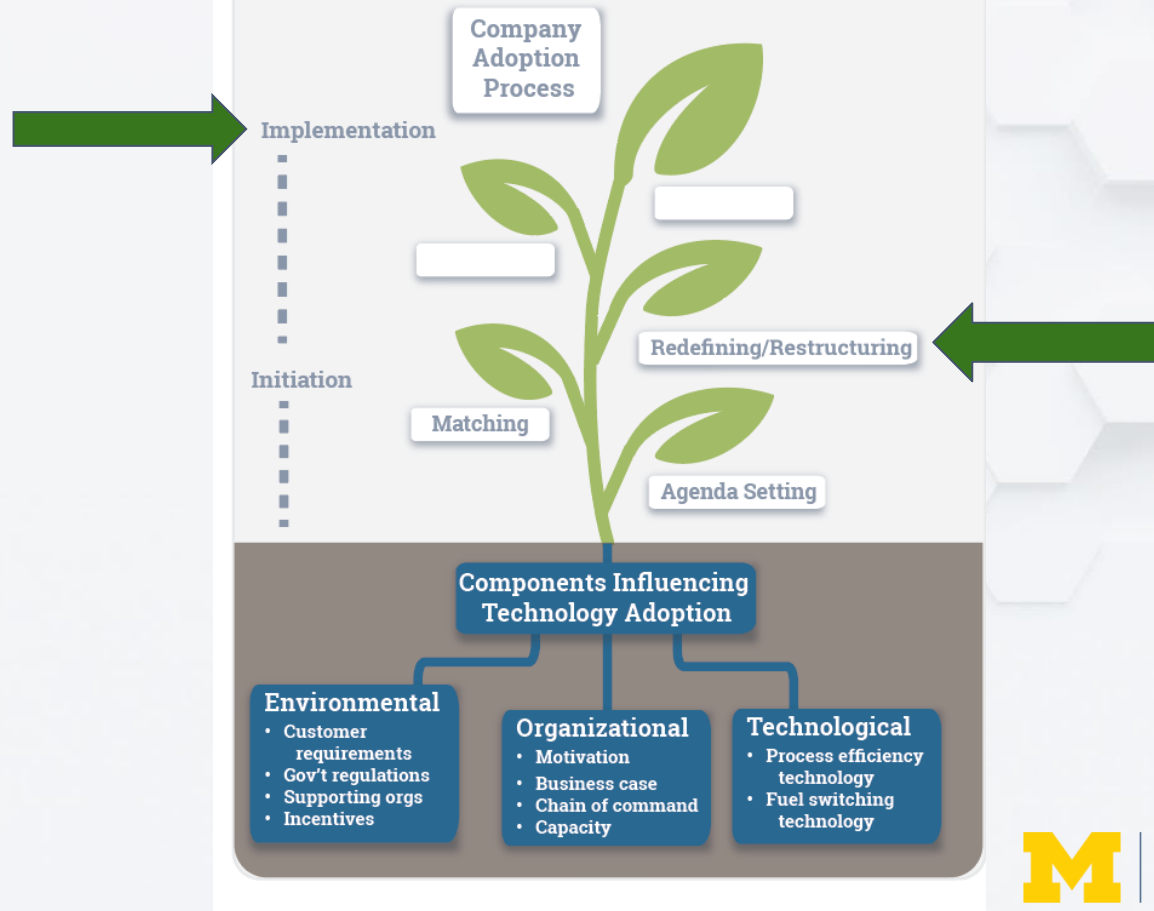 Company
Adoption
Process
Implementation
Redefining/Restructuring
Initiation
Matching
Agenda Setting
Components Influencing
Technology Adoption
Environmental
• Customer
requirements
• Gov't regulations
• Supporting orgs
• Incentives
Organizational
• Motivation
• Business case
• Chain of command
• Capacity
Technological
• Process efficiency
technology
• Fuel switching
technology
M